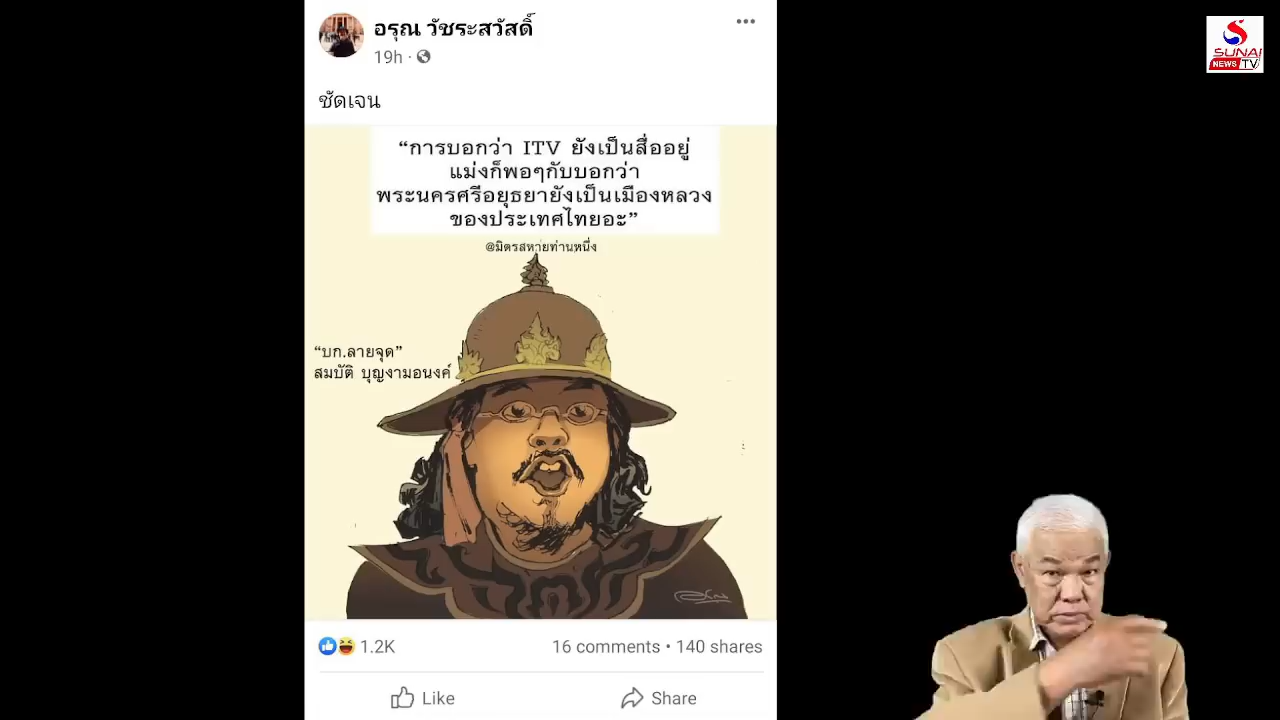 อรุณ วัชระสวัสดิ์
19h
SUNAI
NEWS TV
ชัดเจน
“การบอกว่า ITV ยังเป็นสื่ออยู่
แม่งก็พอๆกับบอกว่า
พระนครศรีอยุธยายังเป็นเมืองหลวง
ของประเทศไทยอะ”
@มิตรสหายท่านหนึ่ง
“บก.ลายจุด”
สมบัติ บุญงามอนงค์
1.2K
16 comments • 140 shares
Like
Share